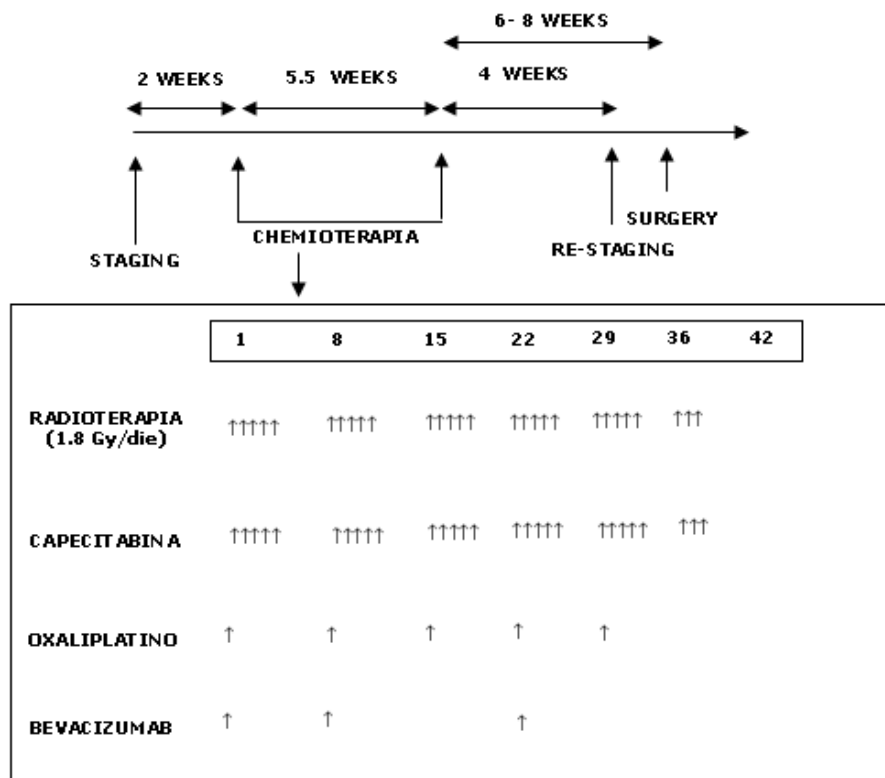 6- 8 WEEKS
2 WEEKS 5.5 WEEKS 4 WEEKS
SURGERY
CHEMIOTERAPIA
RE-STAGING
STAGING
1 8 15 22 29 36 42
RADIOTERAPIA ↑↑↑↑↑ ↑↑↑↑↑ ↑↑↑↑↑ ↑↑↑↑↑ ↑↑↑↑↑ ↑↑↑
(1.8 Gy/die)
CAPECITABINA ↑↑↑↑↑ ↑↑↑↑↑ ↑↑↑↑↑ ↑↑↑↑↑ ↑↑↑↑↑ ↑↑↑
OXALIPLATINO ↑ ↑ ↑ ↑ ↑
BEVACIZUMAB ↑ ↑ ↑